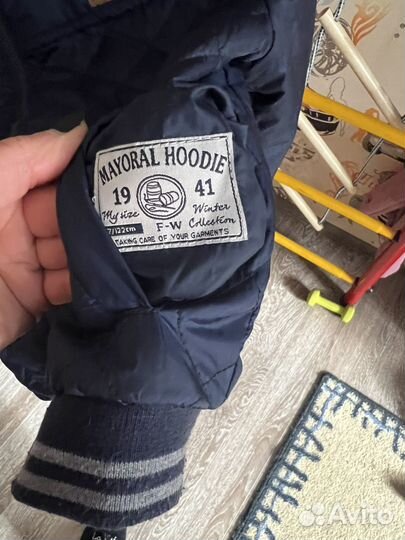 MAYORAL HOODIE
19 41
My size Winter
7/122cm F-W Collection
TAKING CARE OF YOUR GARMENTS
Avito